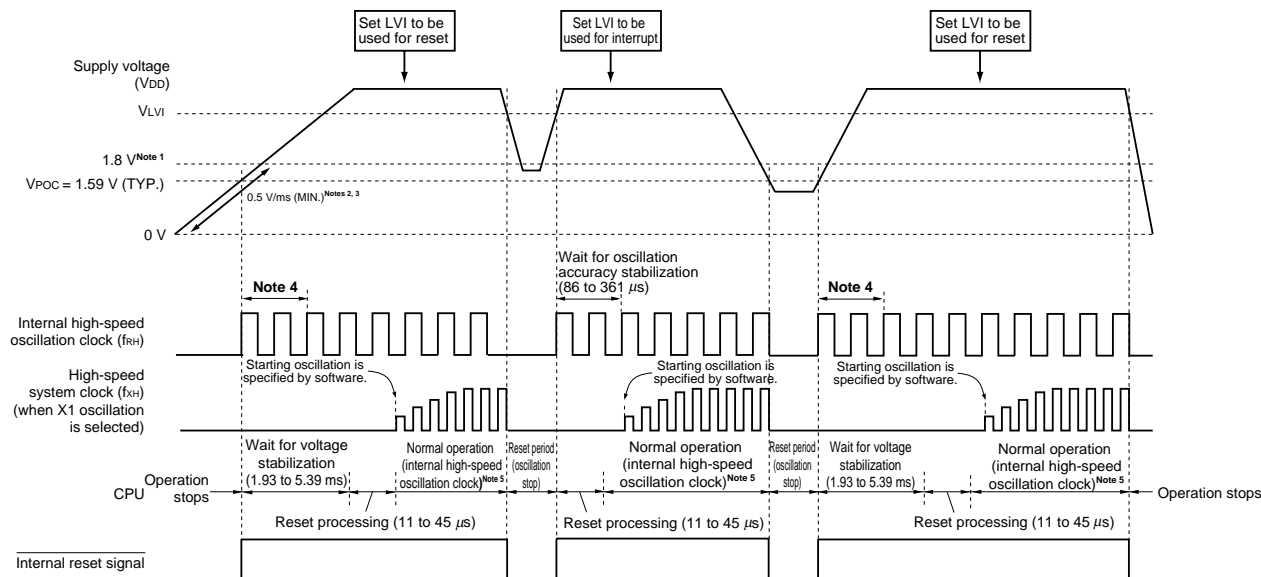 Set LVI to be
used for reset
Set LVI to be
used for interrupt
Set LVI to be
used for reset
Supply voltage
(VDD)
VLVI
1.8 V Note 1
VPOC = 1.59 V (TYP.)
0.5 V/ms (MIN.) Notes 2, 3
0 V
Wait for oscillation
accuracy stabilization
(86 to 361 μs)
Note 4
Note 4
Internal high-speed
oscillation clock (fRH)
Starting oscillation is
specified by software.
Starting oscillation is
specified by software.
Starting oscillation is
specified by software.
High-speed
system clock (fXH)
(when X1 oscillation
is selected)
Wait for voltage
stabilization
(1.93 to 5.39 ms)
Normal operation
(internal high-speed
oscillation clock) Note 5
Reset period
(oscillation
stop)
Normal operation
(internal high-speed
oscillation clock) Note 5
Reset period
(oscillation
stop)
Wait for voltage
stabilization
(1.93 to 5.39 ms)
Normal operation
(internal high-speed
oscillation clock) Note 5
CPU
Operation
stops
Operation stops
Reset processing (11 to 45 μs)
Reset processing (11 to 45 μs)
Reset processing (11 to 45 μs)
Internal reset signal